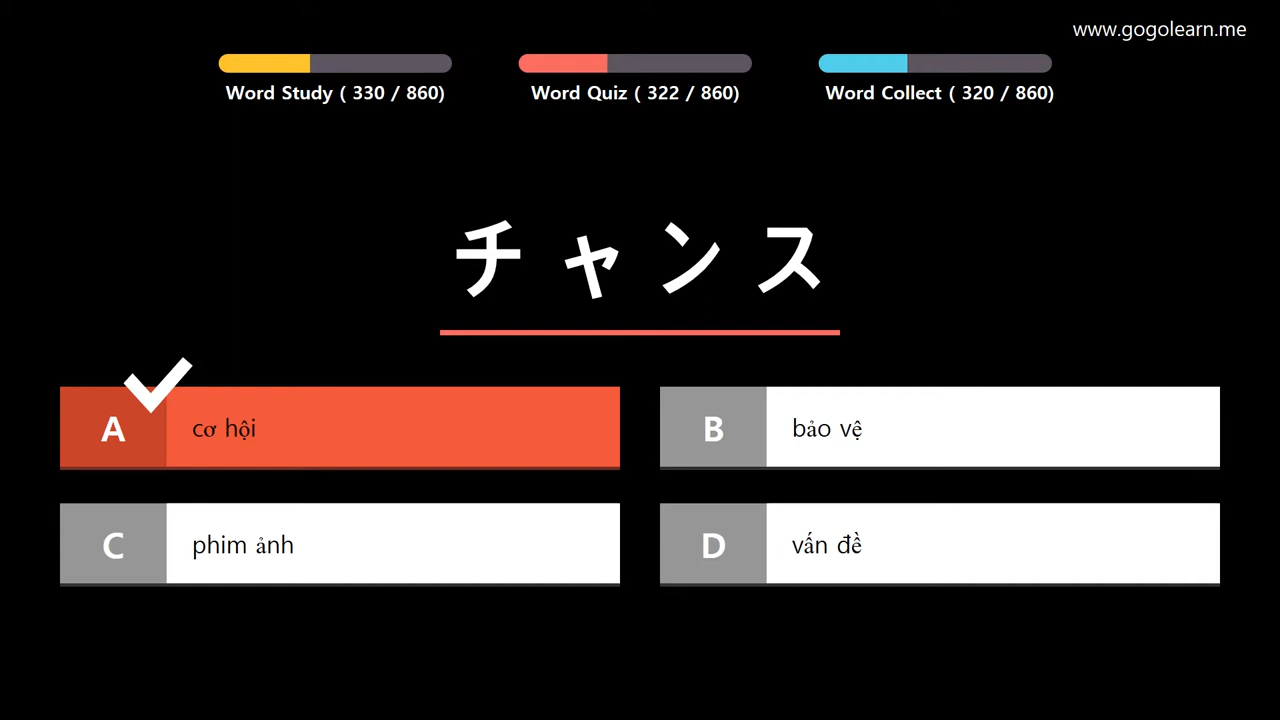 www.gogolearn.me
Word Study ( 330 / 860)
Word Quiz ( 322 / 860)
Word Collect ( 320 / 860)
チャンス
A cơ hội
B bảo vệ
C phim ảnh
D vấn đề